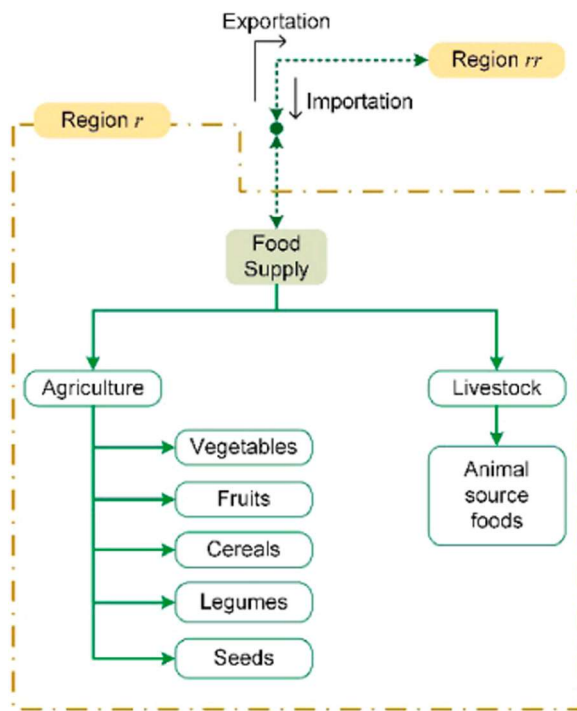 Exportation
Region rr
Importation
Region r
Food
Supply
Agriculture
Livestock
Vegetables
Animal
source
foods
Fruits
Cereals
Legumes
Seeds